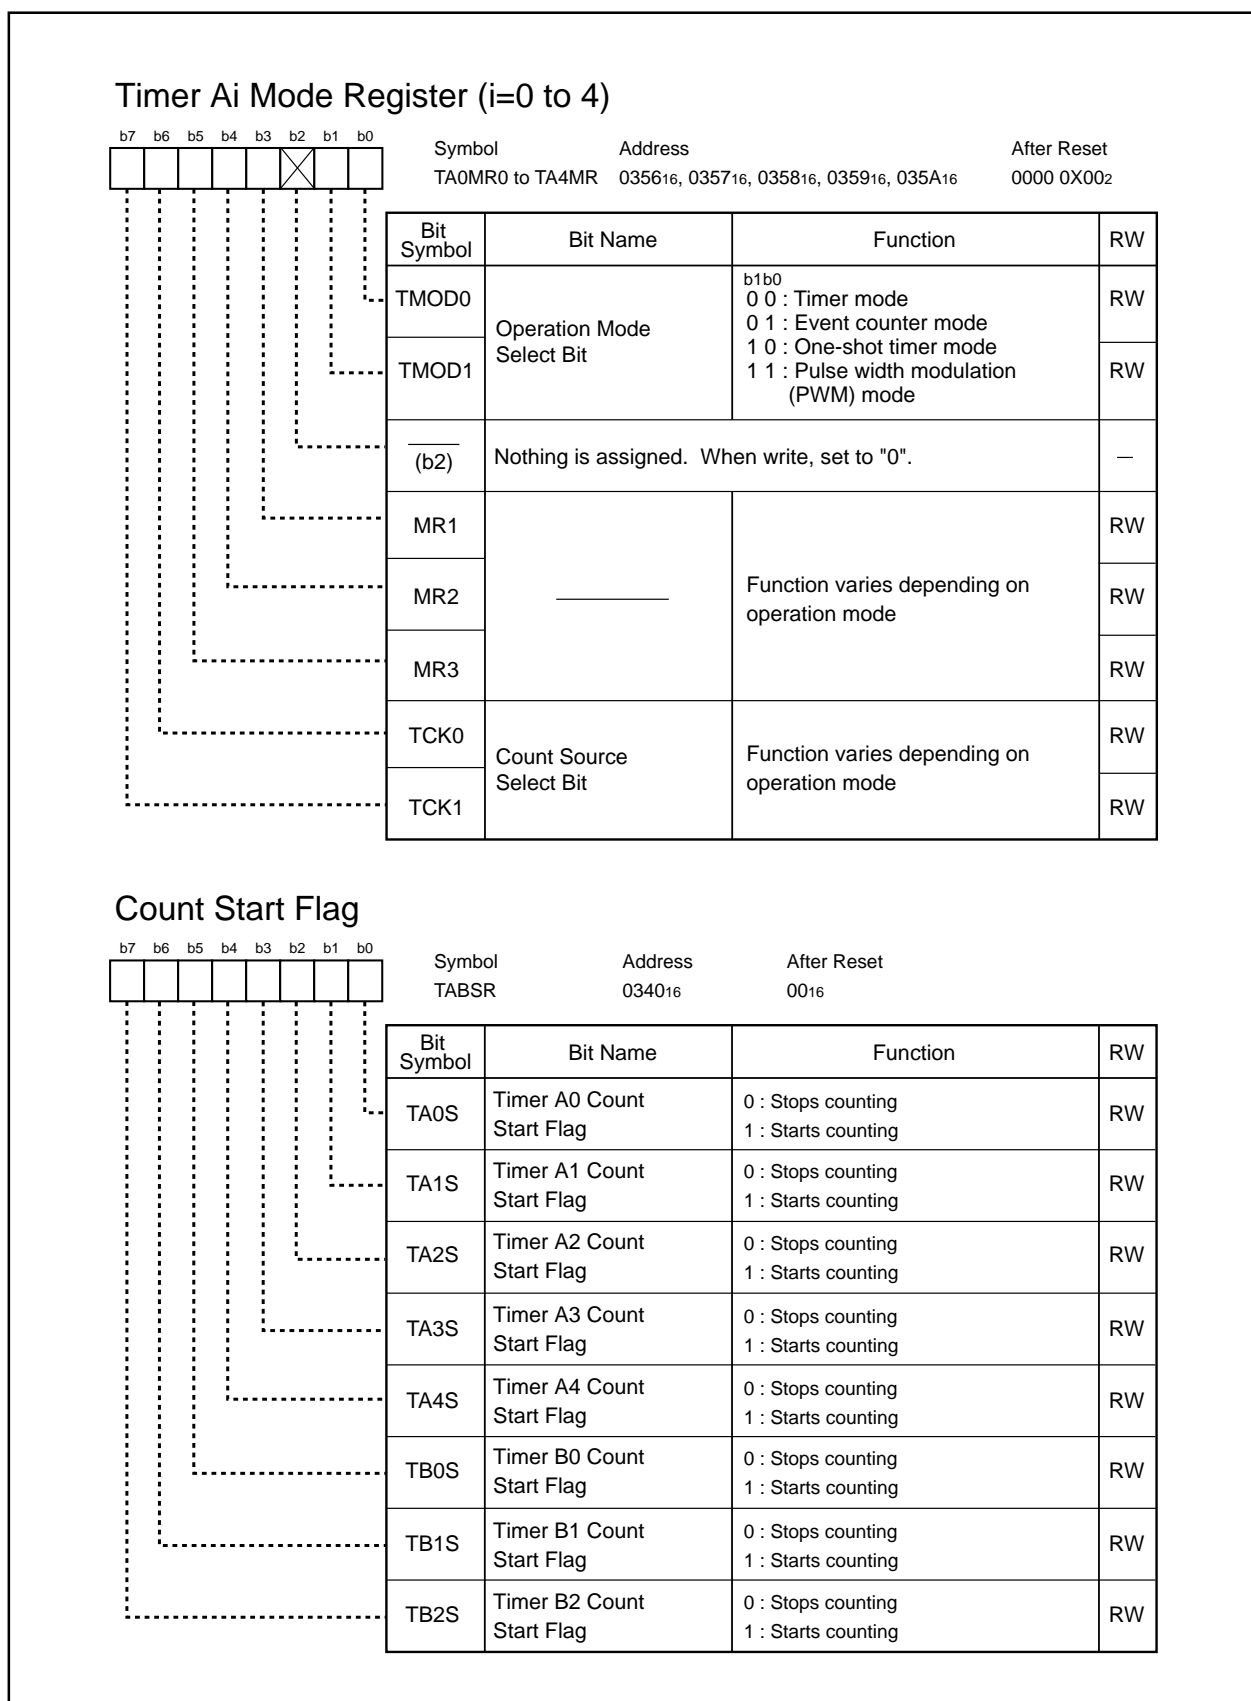 Timer Ai Mode Register (i=0 to 4)
b7 b6 b5 b4 b3 b2 b1 b0
Symbol Address After Reset
TA0MR0 to TA4MR 035616, 035716, 035816, 035916, 035A16 0000 0X002
Bit Symbol Bit Name Function RW
b1b0
TMOD0 0 0 : Timer mode RW
Operation Mode 0 1 : Event counter mode
Select Bit 1 0 : One-shot timer mode
TMOD1 1 1 : Pulse width modulation RW
(PWM) mode
(b2) Nothing is assigned. When write, set to "0". —
MR1 RW
MR2 Function varies depending on RW
operation mode
MR3 RW
TCK0 RW
Count Source Function varies depending on
Select Bit operation mode
TCK1 RW
Count Start Flag
b7 b6 b5 b4 b3 b2 b1 b0
Symbol Address After Reset
TABSR 034016 0016
Bit Symbol Bit Name Function RW
TA0S Timer A0 Count 0 : Stops counting RW
Start Flag 1 : Starts counting
TA1S Timer A1 Count 0 : Stops counting RW
Start Flag 1 : Starts counting
TA2S Timer A2 Count 0 : Stops counting RW
Start Flag 1 : Starts counting
TA3S Timer A3 Count 0 : Stops counting RW
Start Flag 1 : Starts counting
TA4S Timer A4 Count 0 : Stops counting RW
Start Flag 1 : Starts counting
TB0S Timer B0 Count 0 : Stops counting RW
Start Flag 1 : Starts counting
TB1S Timer B1 Count 0 : Stops counting RW
Start Flag 1 : Starts counting
TB2S Timer B2 Count 0 : Stops counting RW
Start Flag 1 : Starts counting